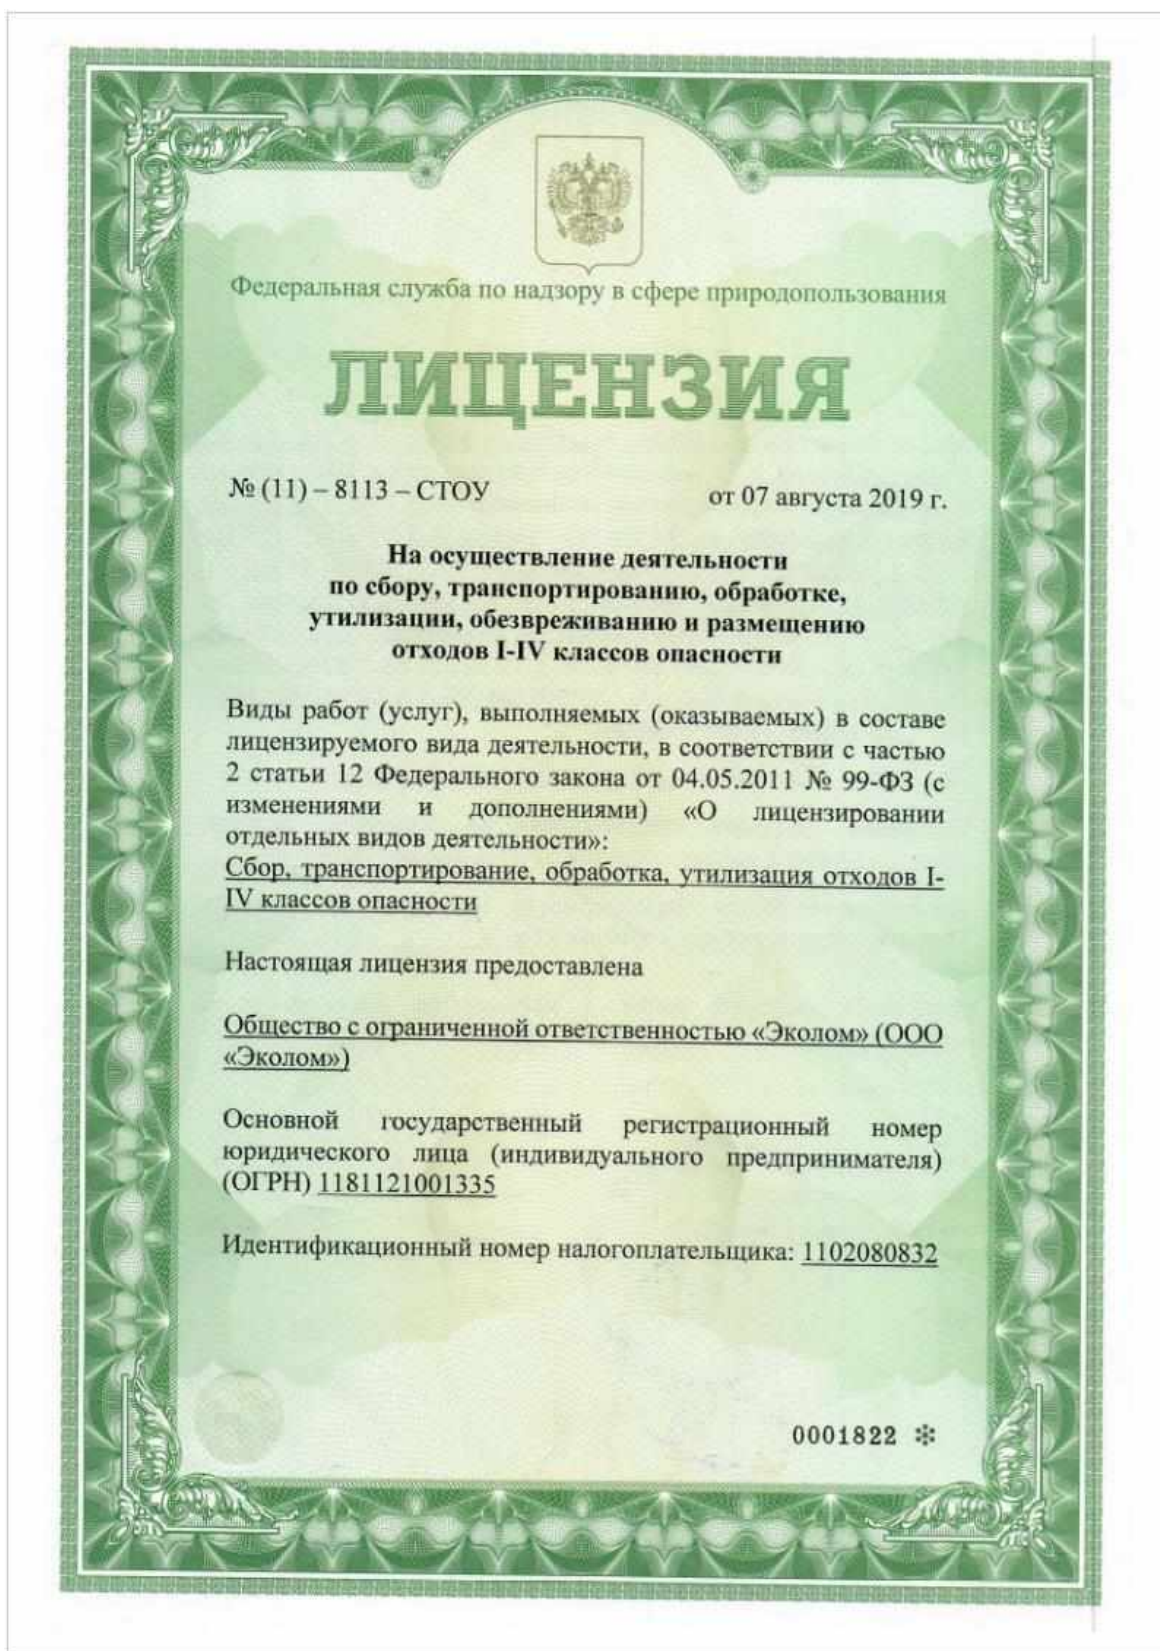 Федеральная служба по надзору в сфере природопользования
ЛИЦЕНЗИЯ
№ (11) – 8113 – СТОУ от 07 августа 2019 г.
На осуществление деятельности
по сбору, транспортированию, обработке,
утилизации, обезвреживанию и размещению
отходов I-IV классов опасности
Виды работ (услуг), выполняемых (оказываемых) в составе
лицензируемого вида деятельности, в соответствии с частью
2 статьи 12 Федерального закона от 04.05.2011 № 99-ФЗ (с
изменениями и дополнениями) «О лицензировании
отдельных видов деятельности»:
Сбор, транспортирование, обработка, утилизация отходов I-
IV классов опасности
Настоящая лицензия предоставлена
Общество с ограниченной ответственностью «Эколом» (ООО
«Эколом»)
Основной государственный регистрационный номер
юридического лица (индивидуального предпринимателя)
(ОГРН) 1181121001335
Идентификационный номер налогоплательщика: 1102080832
0001822 ❇